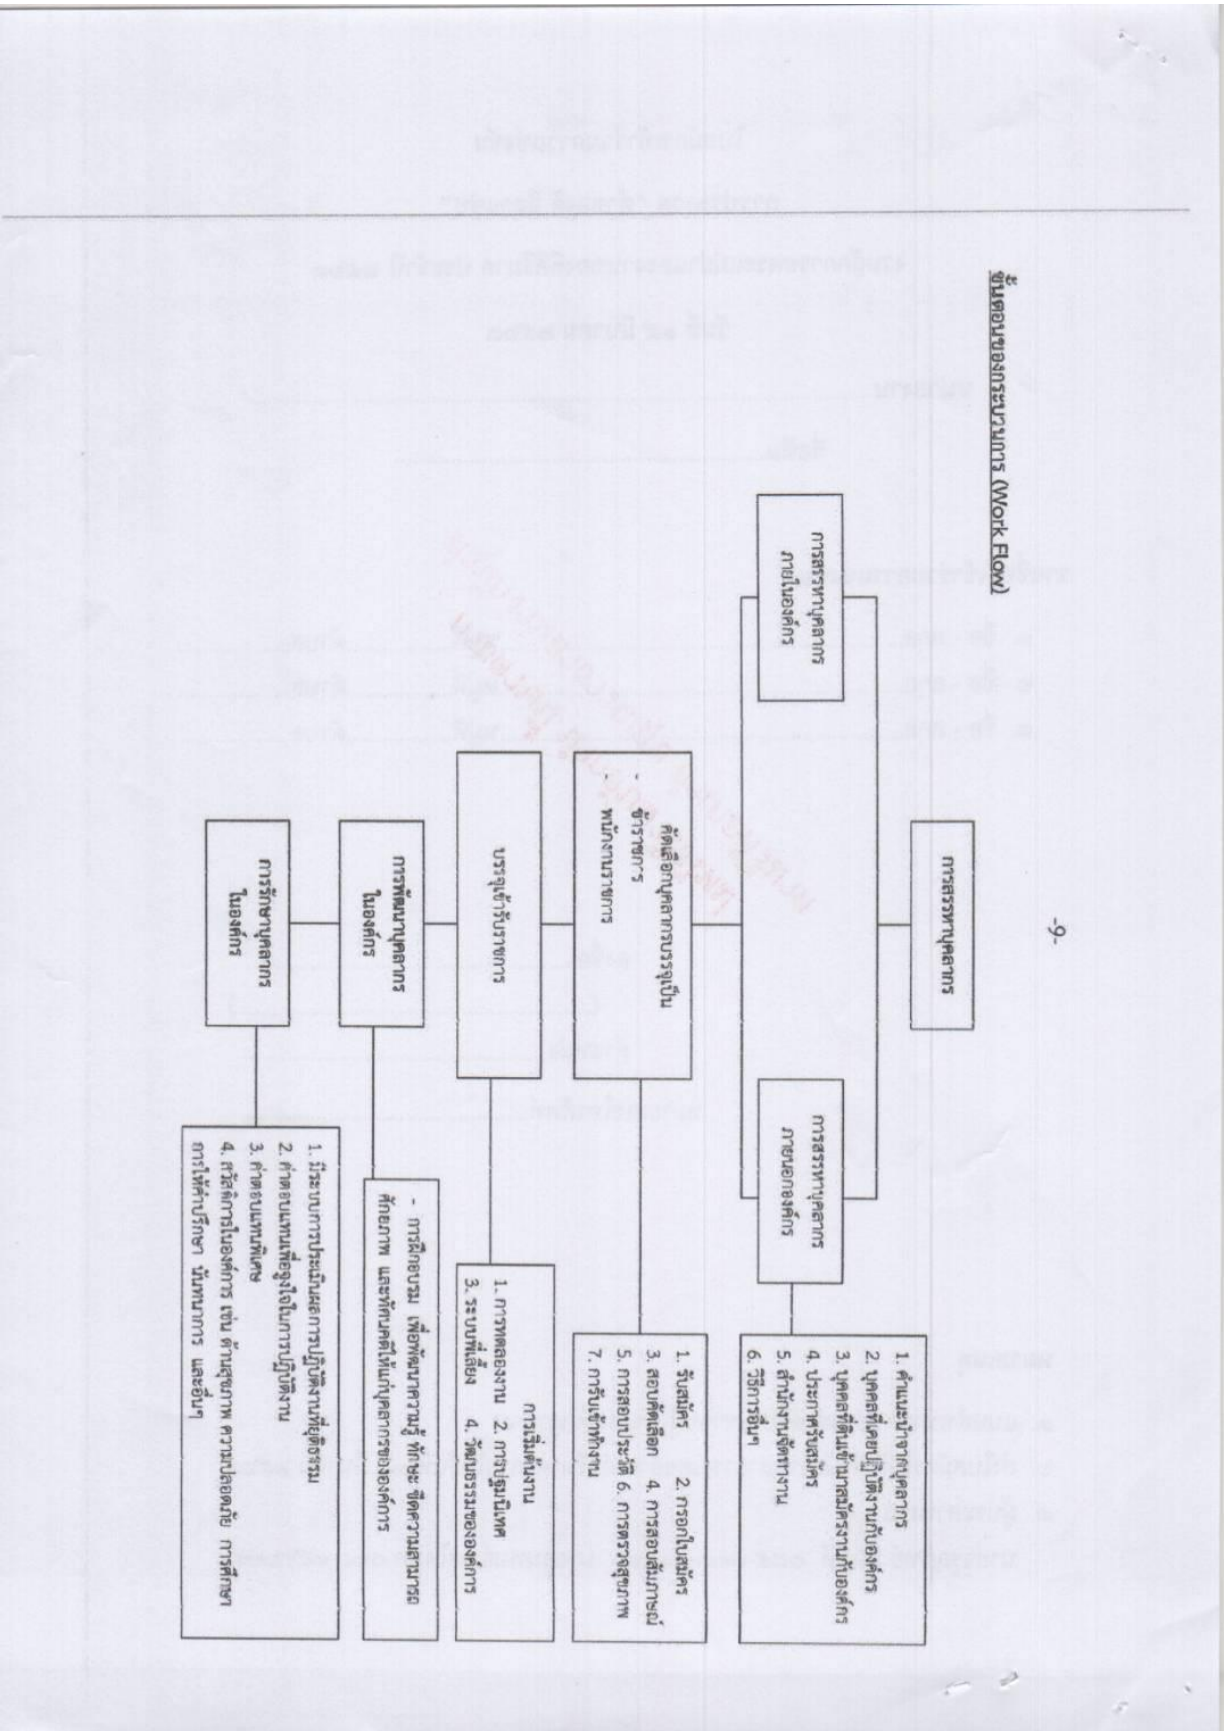 -9-
ขั้นตอนของกระบวนการ (Work Flow)
การสรรหาบุคลากร
การสรรหาบุคลากร
ภายในองค์กร
การสรรหาบุคลากร
ภายนอกองค์กร
1. คำแนะนำจากบุคลากร
2. บุคคลที่เคยปฏิบัติงานกับองค์กร
3. บุคคลที่เดินเข้ามาสมัครงานกับองค์กร
4. ประกาศรับสมัคร
5. สำนักงานจัดหางาน
6. วิธีการอื่นๆ
คัดเลือกบุคลากรบรรจุเป็น
- ข้าราชการ
- พนักงานราชการ
1. รับสมัคร 2. กรอกใบสมัคร
3. สอบคัดเลือก 4. การสอบสัมภาษณ์
5. การสอบประวัติ 6. การตรวจสุขภาพ
7. การับเข้าทำงาน
บรรจุเข้ารับราชการ
การเริ่มต้นงาน
1. การทดลองงาน 2. การปฐมนิเทศ
3. ระบบพี่เลี้ยง 4. วัฒนธรรมขององค์การ
การพัฒนาบุคลากร
ในองค์กร
- การฝึกอบรม เพื่อพัฒนาความรู้ ทักษะ ขีดความสามารถ
ศักยภาพ และทัศนคติให้แก่บุคลากรขององค์การ
การรักษาบุคลากร
ในองค์กร
1. มีระบบการประเมินผลการปฏิบัติงานที่ยุติธรรม
2. ค่าตอบแทนเพื่อจูงใจในการปฏิบัติงาน
3. ค่าตอบแทนพิเศษ
4. สวัสดิการในองค์การ เช่น ด้านสุขภาพ ความปลอดภัย การศึกษา
การให้คำปรึกษา นันทนาการ และอื่นๆ